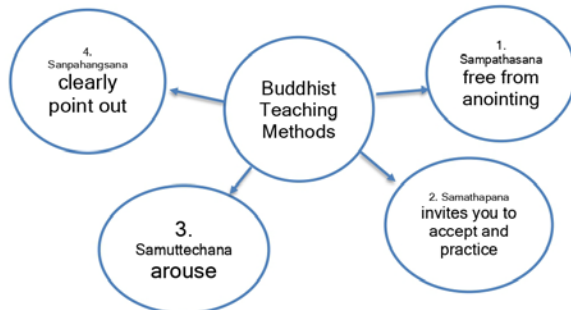 Buddhist
Teaching
Methods
1.
Sampathasana
free from
anointing
2. Samathapana
invites you to
accept and
practice
3.
Samuttechana
arouse
4.
Sanpahangsana
clearly
point out